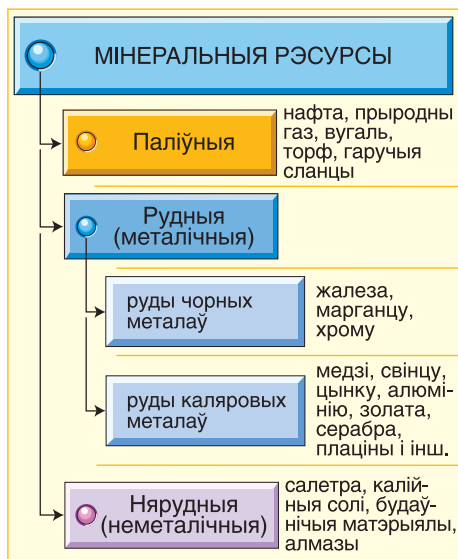 МІНЕРАЛЬНЫЯ РЭСУРСЫ
Паліўныя
нафта, прыродны
газ, вугаль,
торф, гаручыя
сланцы
Рудныя
(металічныя)
руды чорных
металаў
жалеза,
марганцу,
хрому
руды каляровых
металаў
медзі, свінцу,
цынку, алюмі-
нію, золата,
серабра,
плаціны і інш.
Нярудныя
(неметалічныя)
салетра, калій-
ныя солі, будаў-
нічыя матэрыялы,
алмазы